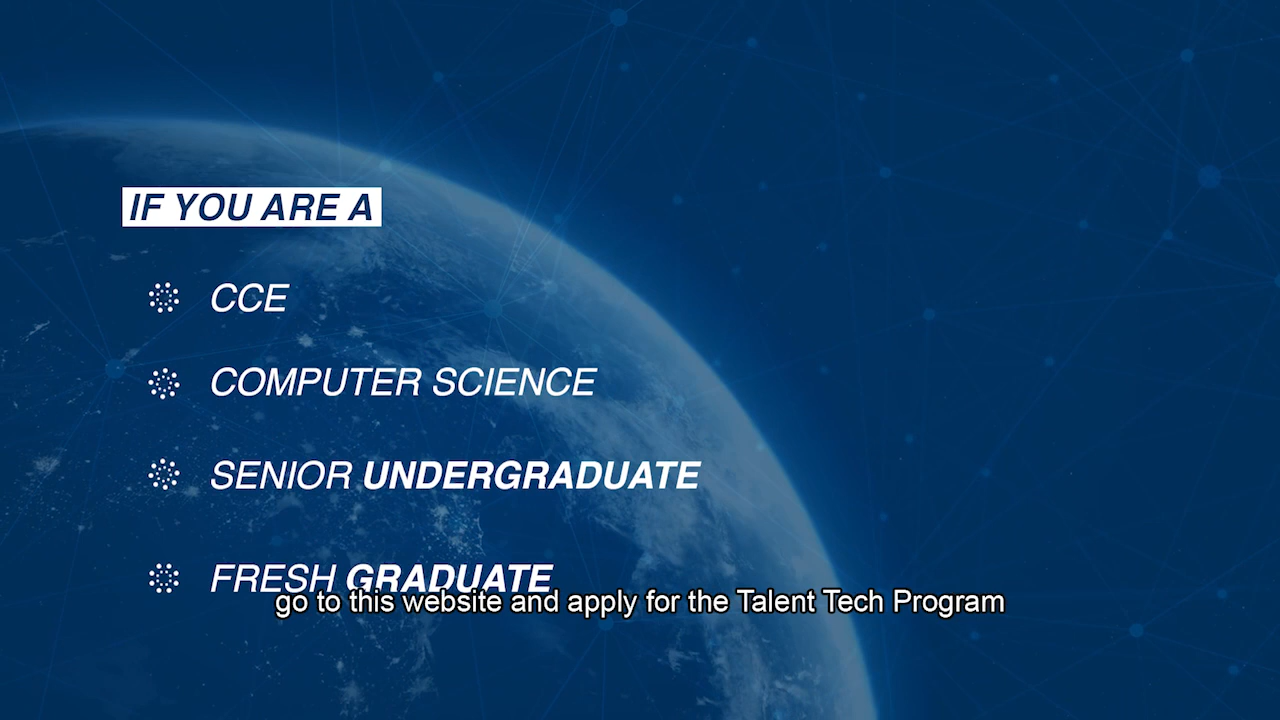 IF YOU ARE A
CCE
COMPUTER SCIENCE
SENIOR UNDERGRADUATE
FRESH GRADUATE
go to this website and apply for the Talent Tech Program